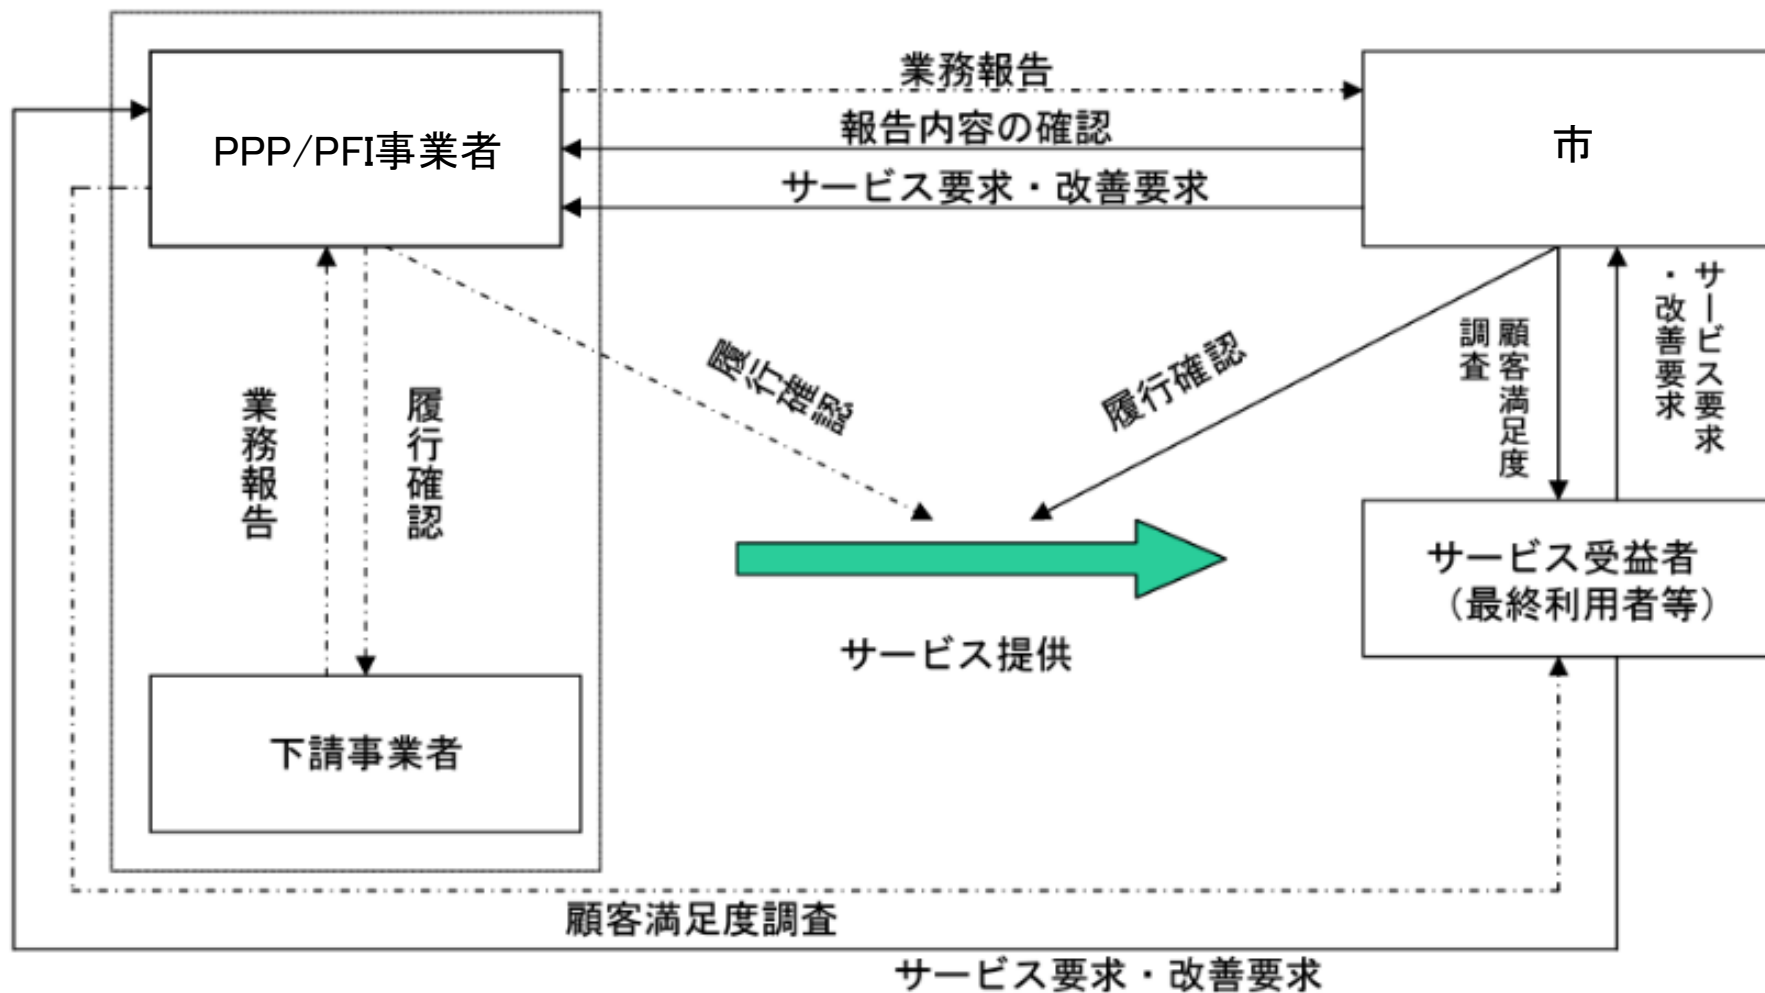 業務報告
報告内容の確認
サービス要求・改善要求
PPP/PFI事業者
市
履行確認
履行確認
顧客満足度
調査
サービス要求
・改善要求
業務報告
履行確認
サービス受益者
（最終利用者等）
サービス提供
下請事業者
顧客満足度調査
サービス要求・改善要求